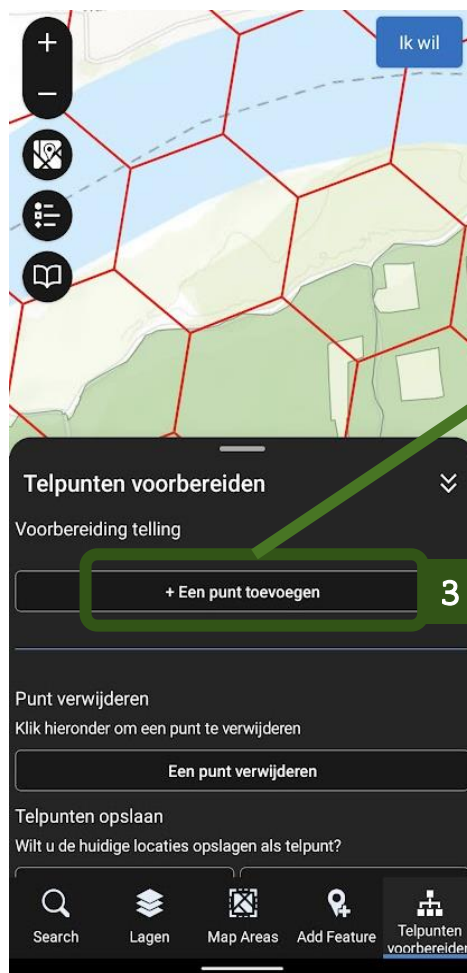 +
Ik wil
−
Telpunten voorbereiden
Voorbereiding telling
+ Een punt toevoegen
3
Punt verwijderen
Klik hieronder om een punt te verwijderen
Een punt verwijderen
Telpunten opslaan
Wilt u de huidige locaties opslagen als telpunt?
Search
Lagen
Map Areas
Add Feature
Telpunten
voorbereiden